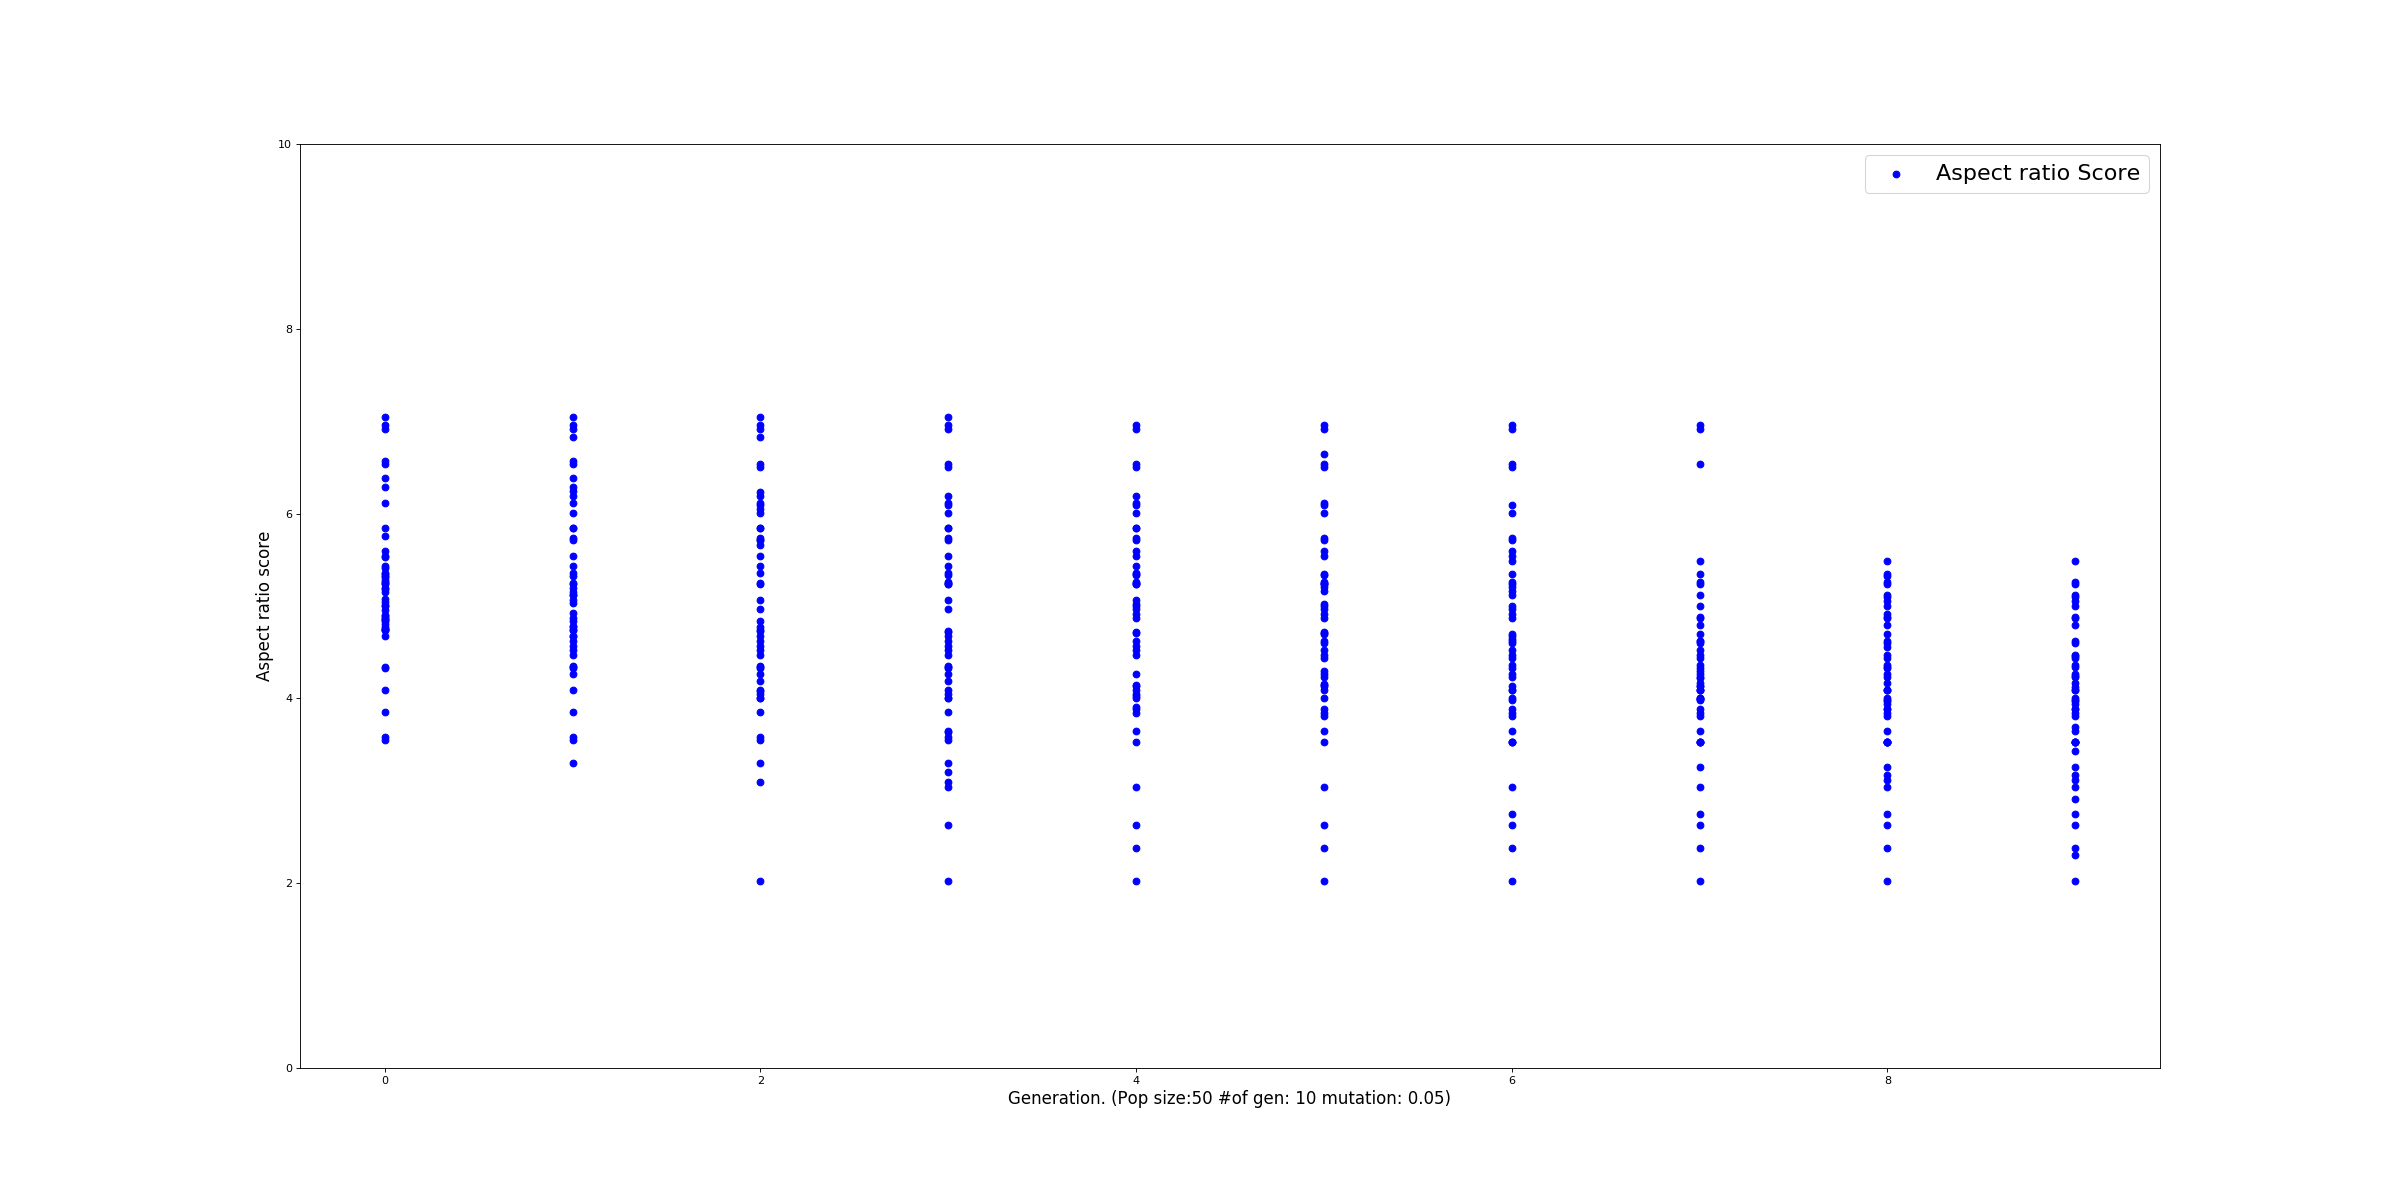 10
8
6
4
2
0
Aspect ratio score
Aspect ratio Score
0 2 4 6 8
Generation. (Pop size:50 #of gen: 10 mutation: 0.05)